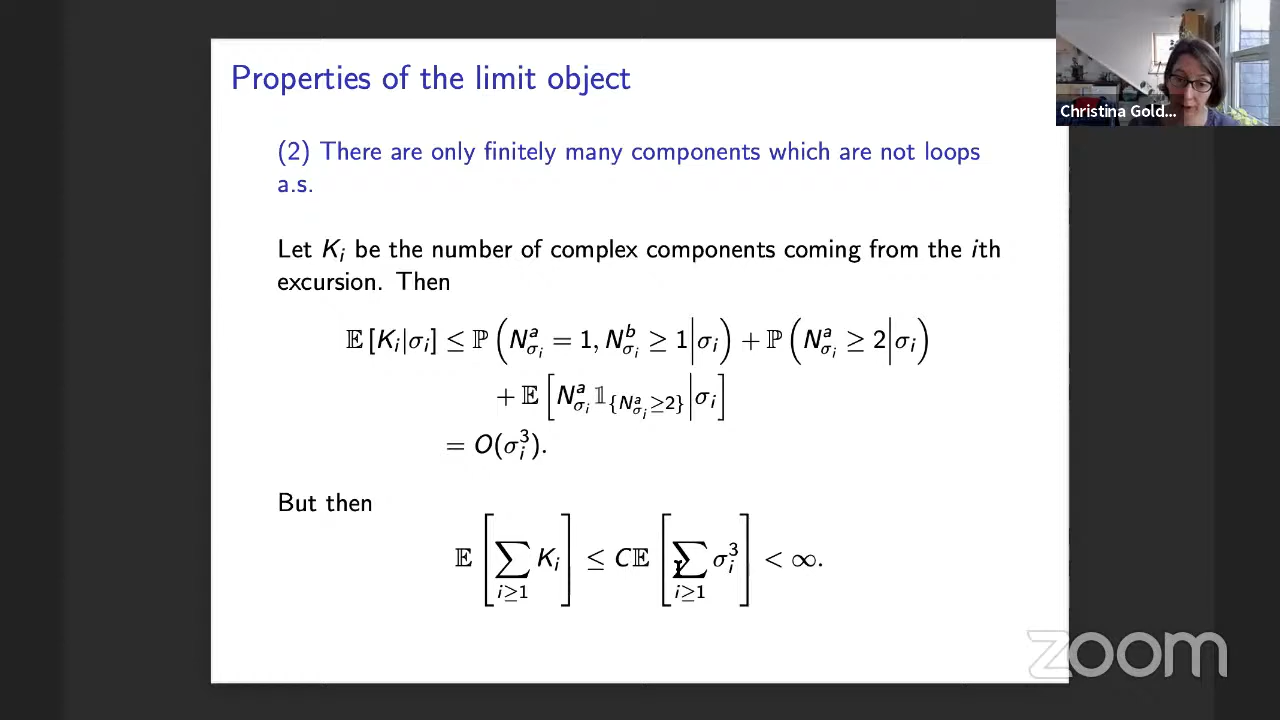 Properties of the limit object
(2) There are only finitely many components which are not loops
a.s.
Let K_i be the number of complex components coming from the ith
excursion. Then
𝔼 [K_i|σ_i] ≤ ℙ (N^a_{σ_i} = 1, N^b_{σ_i} ≥ 1|σ_i) + ℙ (N^a_{σ_i} ≥ 2|σ_i)
+ 𝔼 [N^a_{σ_i} 𝟙_{{N^a_{σ_i} ≥ 2}}|σ_i]
= O(σ_i^3).
But then
𝔼 [∑_{i≥1} K_i] ≤ C𝔼 [∑_{i≥1} σ_i^3] < ∞.
Christina Gold...
zoom